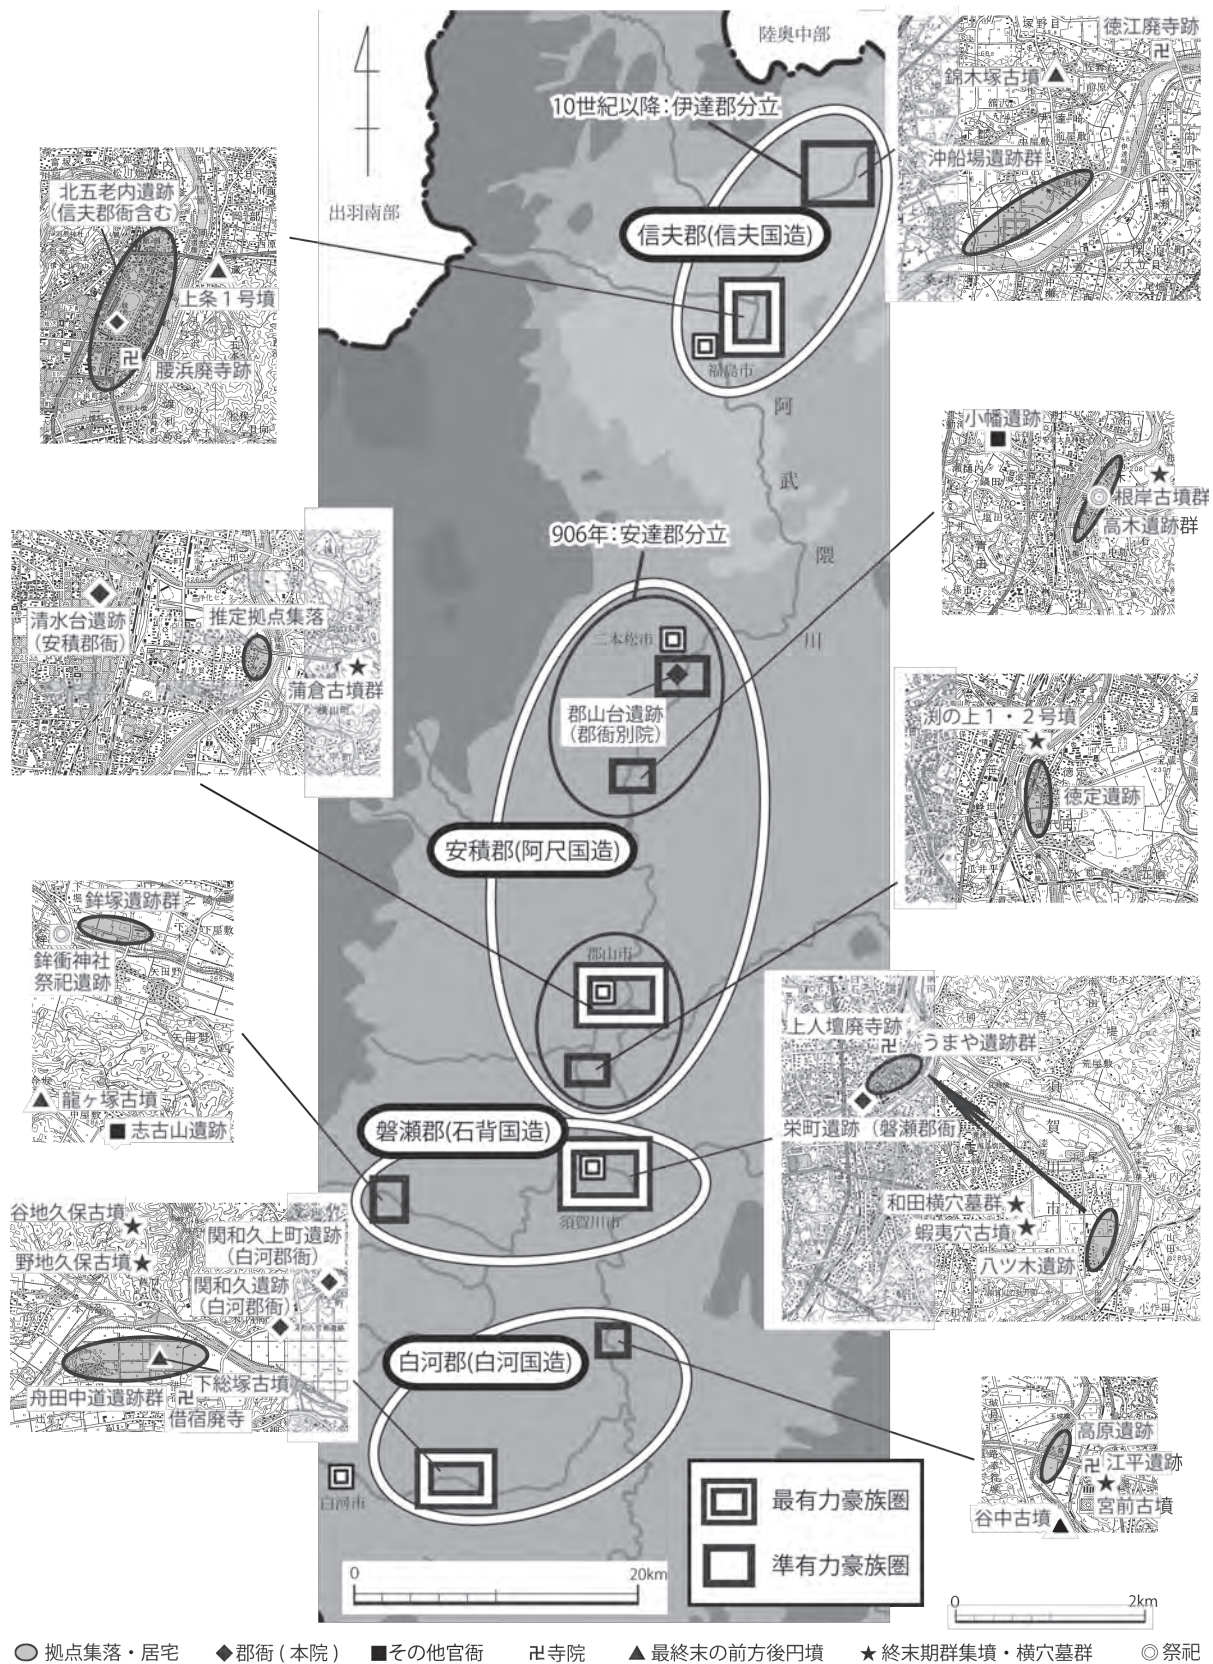 陸奥中部
10世紀以降：伊達郡分立
出羽南部
信夫郡(信夫国造)
福島市
阿
武
隈
川
徳江廃寺跡
錦木塚古墳
沖船場遺跡群
北五老内遺跡
(信夫郡衙含む)
上条１号墳
腰浜廃寺跡
小幡遺跡
根岸古墳群
高木遺跡群
906年：安達郡分立
二本松市
郡山台遺跡
(郡衙別院)
清水台遺跡
(安積郡衙)
推定拠点集落
蒲倉古墳群
渕の上１・２号墳
徳定遺跡
安積郡(阿尺国造)
郡山市
鉾塚遺跡群
鉾衝神社
祭祀遺跡
矢田野
龍ヶ塚古墳
志古山遺跡
上人壇廃寺跡
うまや遺跡群
栄町遺跡（磐瀬郡衙
和田横穴墓群
蝦夷穴古墳
八ツ木遺跡
磐瀬郡(石背国造)
須賀川市
谷地久保古墳
野地久保古墳
関和久上町遺跡
(白河郡衙)
関和久遺跡
(白河郡衙)
下総塚古墳
舟田中道遺跡群
借宿廃寺
白河郡(白河国造)
白河市
高原遺跡
江平遺跡
宮前古墳
谷中古墳
最有力豪族圏
準有力豪族圏
0 20km
0 2km
拠点集落・居宅 郡衙(本院) その他官衙 卍寺院 最終末の前方後円墳 終末期群集墳・横穴墓群 祭祀